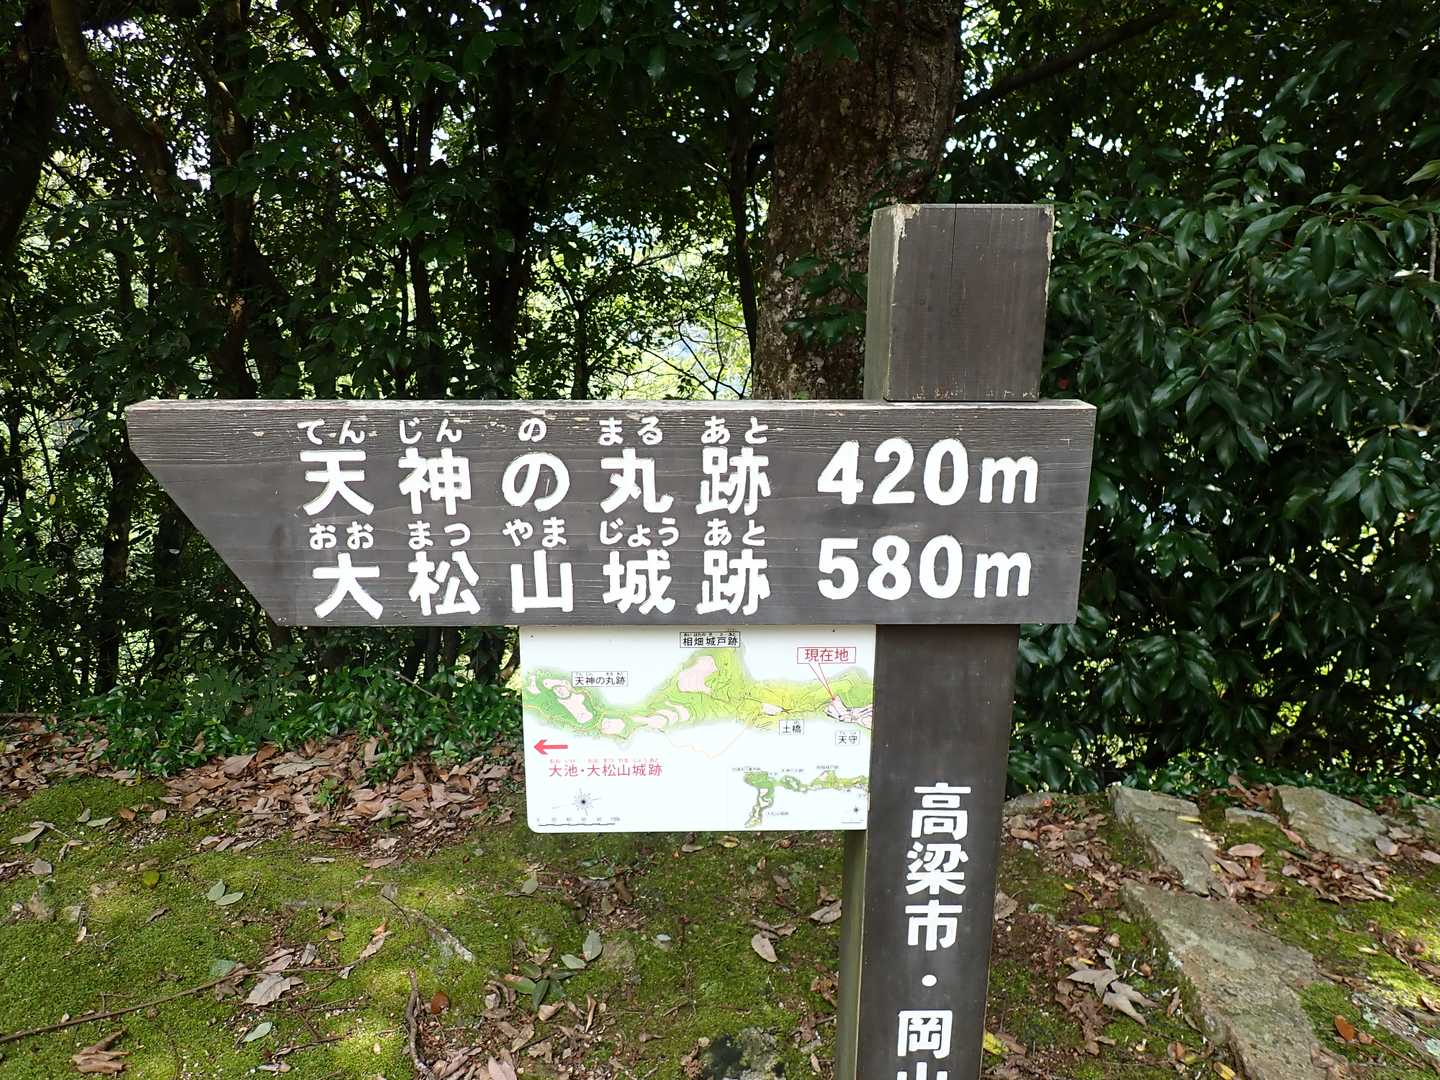 てんじんのまるあと
天神の丸跡 420m
おおまつやまじょうあと
大松山城跡 580m
相畑城戸跡
現在地
天神の丸跡
土橋
天守
大池・大松山城跡
高梁市・岡山